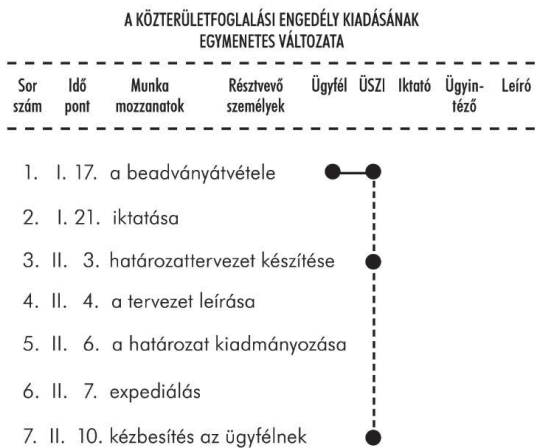 A KÖZTERÜLETFOGLALÁSI ENGEDÉLY KIADÁSÁNAK
EGYMENETES VÁLTOZATA
Sor szám Idő pont Munka mozzanatok Résztvevő személyek Ügyfél ÜSZI Iktató Ügyin- téző Leíró
1. I. 17. a beadványátvétele
2. I. 21. iktatása
3. II. 3. határozattervezet készítése
4. II. 4. a tervezet leírása
5. II. 6. a határozat kiadmányozása
6. II. 7. expediálás
7. II. 10. kézbesítés az ügyfélnek